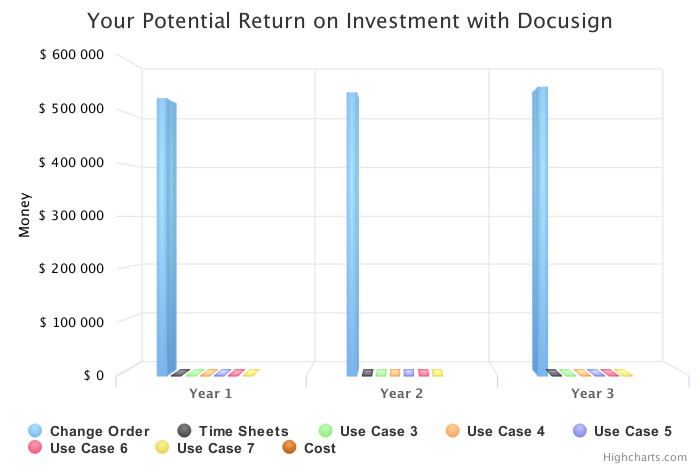 Your Potential Return on Investment with Docusign
$ 600 000
$ 500 000
$ 400 000
$ 300 000
$ 200 000
$ 100 000
$ 0
Money
Year 1 Year 2 Year 3
Change Order Time Sheets Use Case 3 Use Case 4 Use Case 5
Use Case 6 Use Case 7 Cost
Highcharts.com